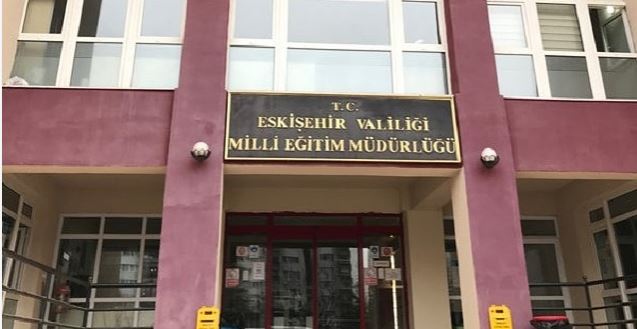 T.C.
ESKİŞEHİR VALİLİĞİ
MİLLİ EĞİTİM MÜDÜRLÜĞÜ